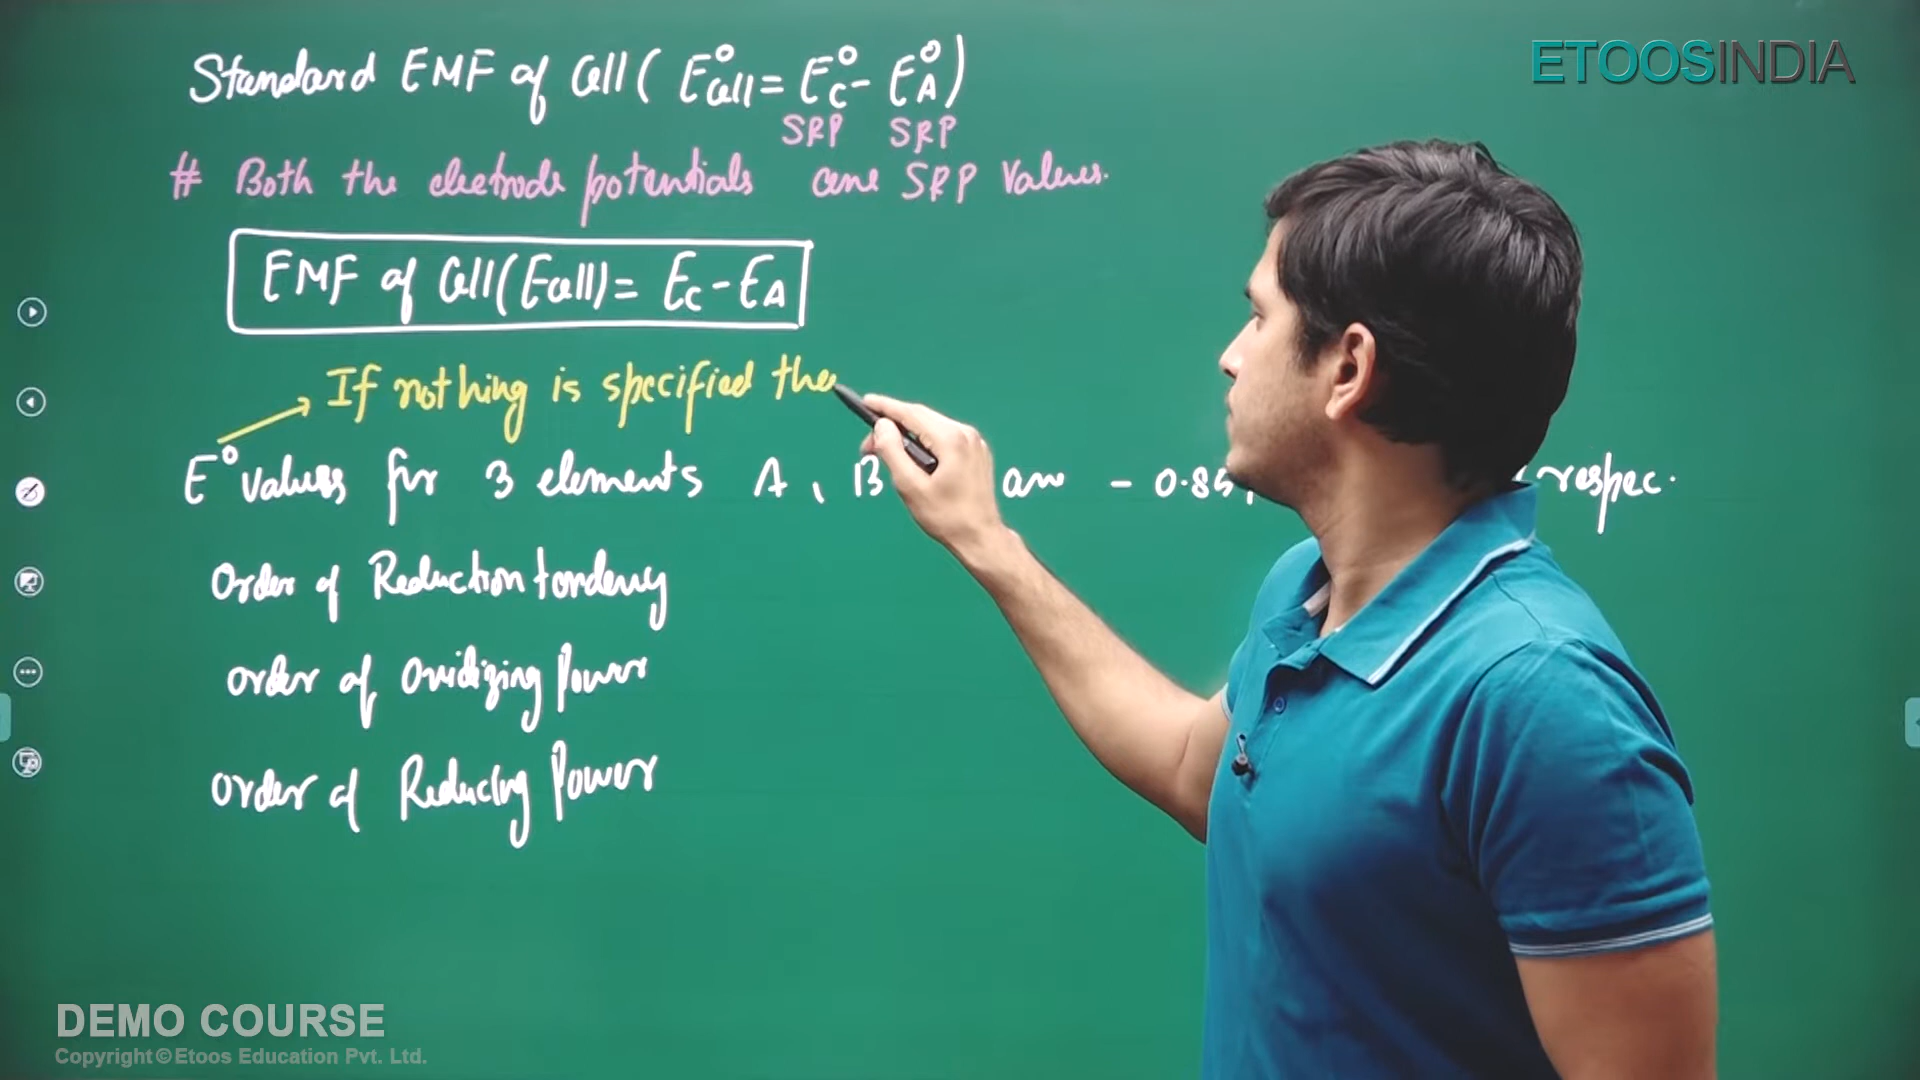 ETOOSINDIA
Standard EMF of Cell ( E°Cell = E°C - E°A )
SRP SRP
# Both the electrode potentials are SRP Values.
EMF of Cell (Ecell) = EC - EA
If nothing is specified the
E° values for 3 elements A, B are - 0.85, respec.
Order of Reduction tendency
order of Oxidizing Power
order of Reducing Power
DEMO COURSE
Copyright © Etoos Education Pvt. Ltd.